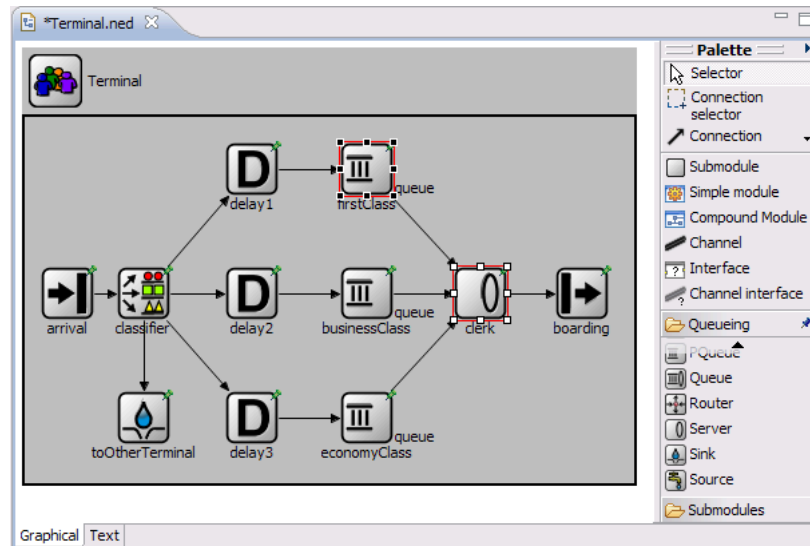 *Terminal.ned
Terminal
D
delay1
queue
firstClass
arrival
classifier
D
delay2
queue
businessClass
clerk
boarding
toOtherTerminal
D
delay3
queue
economyClass
Palette
Selector
Connection
selector
Connection
Submodule
Simple module
Compound Module
Channel
Interface
?
Channel interface
?
Queueing
PQueue
Queue
Router
Server
Sink
Source
Submodules
Graphical
Text